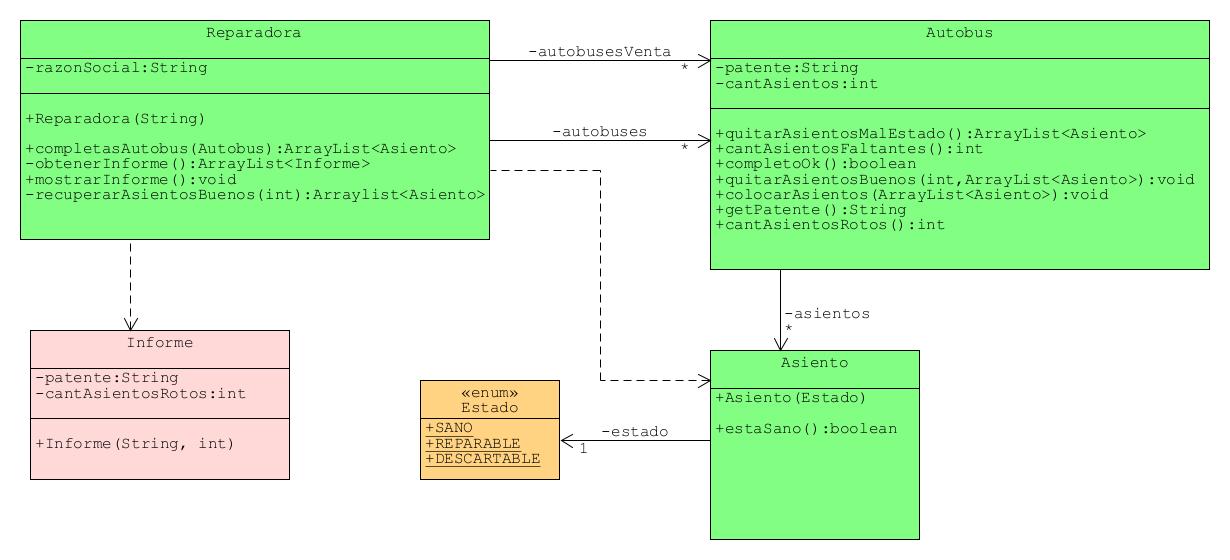 Reparadora
-razonSocial:String
+Reparadora(String)
+completasAutobus(Autobus):ArrayList<Asiento>
-obtenerInforme():ArrayList<Informe>
+mostrarInforme():void
-recuperarAsientosBuenos(int):Arraylist<Asiento>
-autobusesVenta
*
-autobuses
*
Autobus
-patente:String
-cantAsientos:int
+quitarAsientosMalEstado():ArrayList<Asiento>
+cantAsientosFaltantes():int
+completoOk():boolean
+quitarAsientosBuenos(int,ArrayList<Asiento>):void
+colocarAsientos(ArrayList<Asiento>):void
+getPatente():String
+cantAsientosRotos():int
-asientos
*
Informe
-patente:String
-cantAsientosRotos:int
+Informe(String, int)
«enum»
Estado
+SANO
+REPARABLE
+DESCARTABLE
-estado
1
Asiento
+Asiento(Estado)
+estaSano():boolean